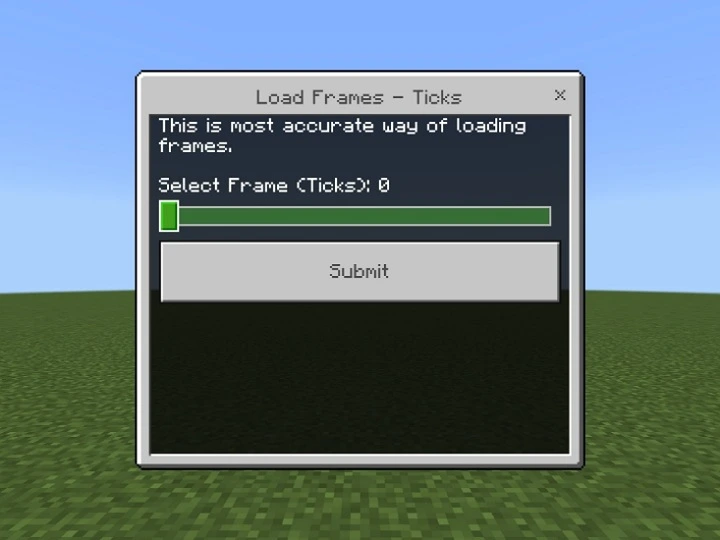 Load Frames - Ticks
This is most accurate way of loading
frames.
Select Frame (Ticks): 0
Submit